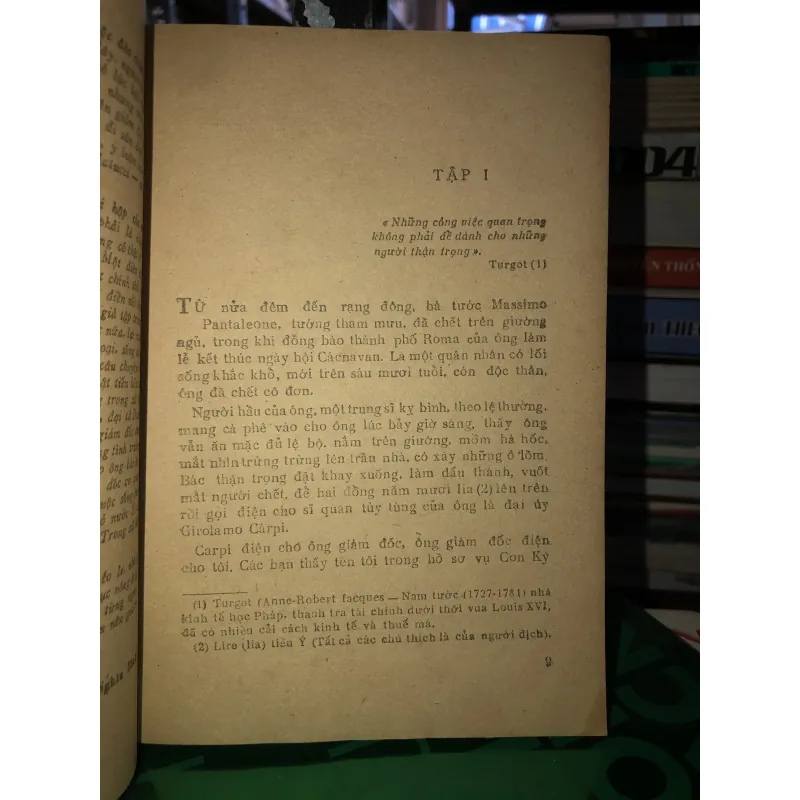 TẬP I
« Những công việc quan trọng
không phải để dành cho những
người thận trọng ».
Turgot (1)
TỪ nửa đêm đến rạng đông, bá tước Massimo
Pantaleone, tướng tham mưu, đã chết trên giường
ngủ, trong khi đồng bào thành phố Roma của ông làm
lễ kết thúc ngày hội Cácnavan. Là một quân nhân có lối
sống khắc khổ, mới trên sáu mươi tuổi, còn độc thân,
ông đã chết cô đơn.
Người hầu của ông, một trung sĩ kỵ binh, theo lệ thường,
mang cà phê vào cho ông lúc bảy giờ sáng, thấy ông
vẫn ăn mặc đủ lệ bộ, nằm trên giường, mồm há hốc,
mắt nhìn trừng trừng lên trần nhà, có xây những ô lõm.
Bác thận trọng đặt khay xuống, làm dấu thánh, vuốt
mắt người chết, để hai đồng năm mươi lia (2) lên trên
rồi gọi điện cho sĩ quan tùy tùng của ông là đại úy
Girolamo Cárpi.
Carpi điện cho ông giám đốc, ông giám đốc điện
cho tôi. Các bạn thấy tên tôi trong hồ sơ vụ Con Kỳ
(1) Turgot (Anne-Robert Jacques — Nam tước (1727-1781) nhà
kinh tế học Pháp, thanh tra tài chính dưới thời vua Louis XVI,
đã có nhiều cải cách kinh tế và thuế má.
(2) Lire (lia) tiền Ý (Tất cả các chú thích là của người dịch).
9